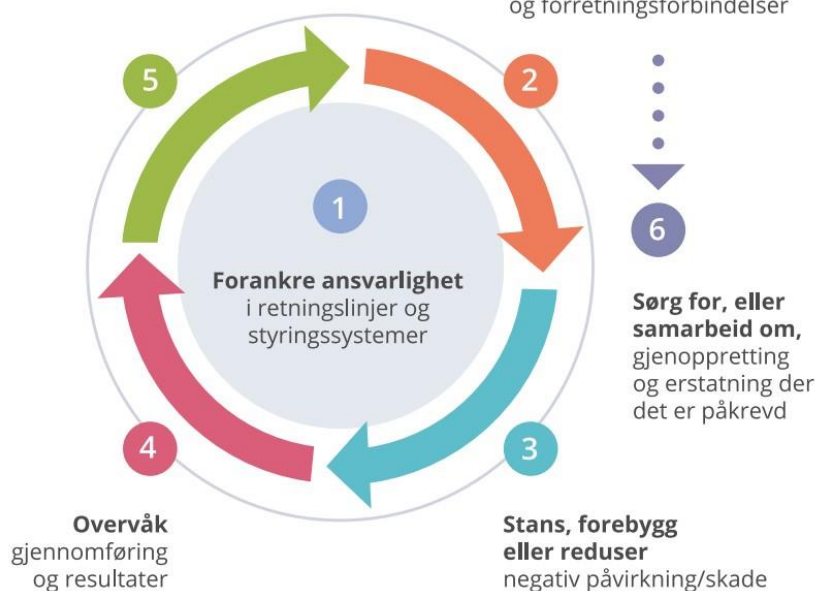 og forretningsforbindelser
5
2
1
6
Forankre ansvarlighet
i retningslinjer og
styringssystemer
Sørg for, eller
samarbeid om,
gjenoppretting
og erstatning der
det er påkrevd
4
3
Overvåk
gjennomføring
og resultater
Stans, forebygg
eller reduser
negativ påvirkning/skade